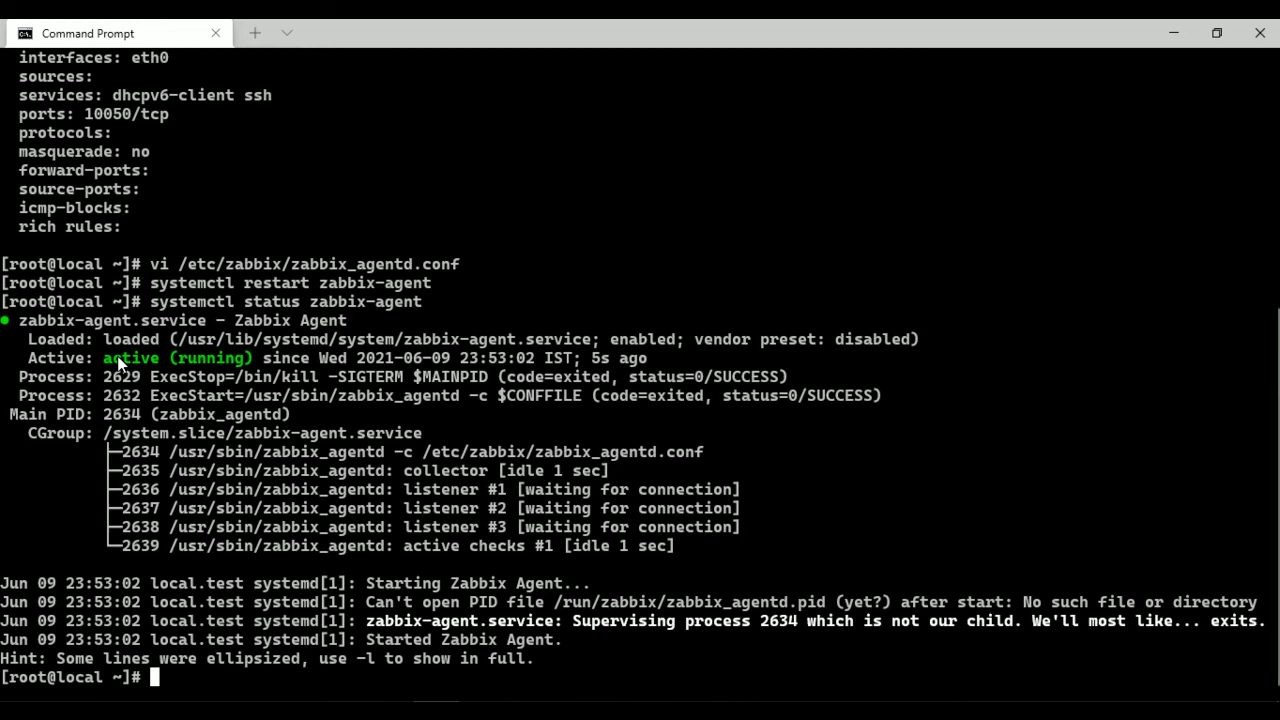 Command Prompt
interfaces: eth0
sources:
services: dhcpv6-client ssh
ports: 10050/tcp
protocols:
masquerade: no
forward-ports:
source-ports:
icmp-blocks:
rich rules:
[root@local ~]# vi /etc/zabbix/zabbix_agentd.conf
[root@local ~]# systemctl restart zabbix-agent
[root@local ~]# systemctl status zabbix-agent
● zabbix-agent.service - Zabbix Agent
Loaded: loaded (/usr/lib/systemd/system/zabbix-agent.service; enabled; vendor preset: disabled)
Active: active (running) since Wed 2021-06-09 23:53:02 IST; 5s ago
Process: 2629 ExecStop=/bin/kill -SIGTERM $MAINPID (code=exited, status=0/SUCCESS)
Process: 2632 ExecStart=/usr/sbin/zabbix_agentd -c $CONFFILE (code=exited, status=0/SUCCESS)
Main PID: 2634 (zabbix_agentd)
CGroup: /system.slice/zabbix-agent.service
├─2634 /usr/sbin/zabbix_agentd -c /etc/zabbix/zabbix_agentd.conf
├─2635 /usr/sbin/zabbix_agentd: collector [idle 1 sec]
├─2636 /usr/sbin/zabbix_agentd: listener #1 [waiting for connection]
├─2637 /usr/sbin/zabbix_agentd: listener #2 [waiting for connection]
├─2638 /usr/sbin/zabbix_agentd: listener #3 [waiting for connection]
└─2639 /usr/sbin/zabbix_agentd: active checks #1 [idle 1 sec]
Jun 09 23:53:02 local.test systemd[1]: Starting Zabbix Agent...
Jun 09 23:53:02 local.test systemd[1]: Can't open PID file /run/zabbix/zabbix_agentd.pid (yet?) after start: No such file or directory
Jun 09 23:53:02 local.test systemd[1]: zabbix-agent.service: Supervising process 2634 which is not our child. We'll most like... exits.
Jun 09 23:53:02 local.test systemd[1]: Started Zabbix Agent.
Hint: Some lines were ellipsized, use -l to show in full.
[root@local ~]#